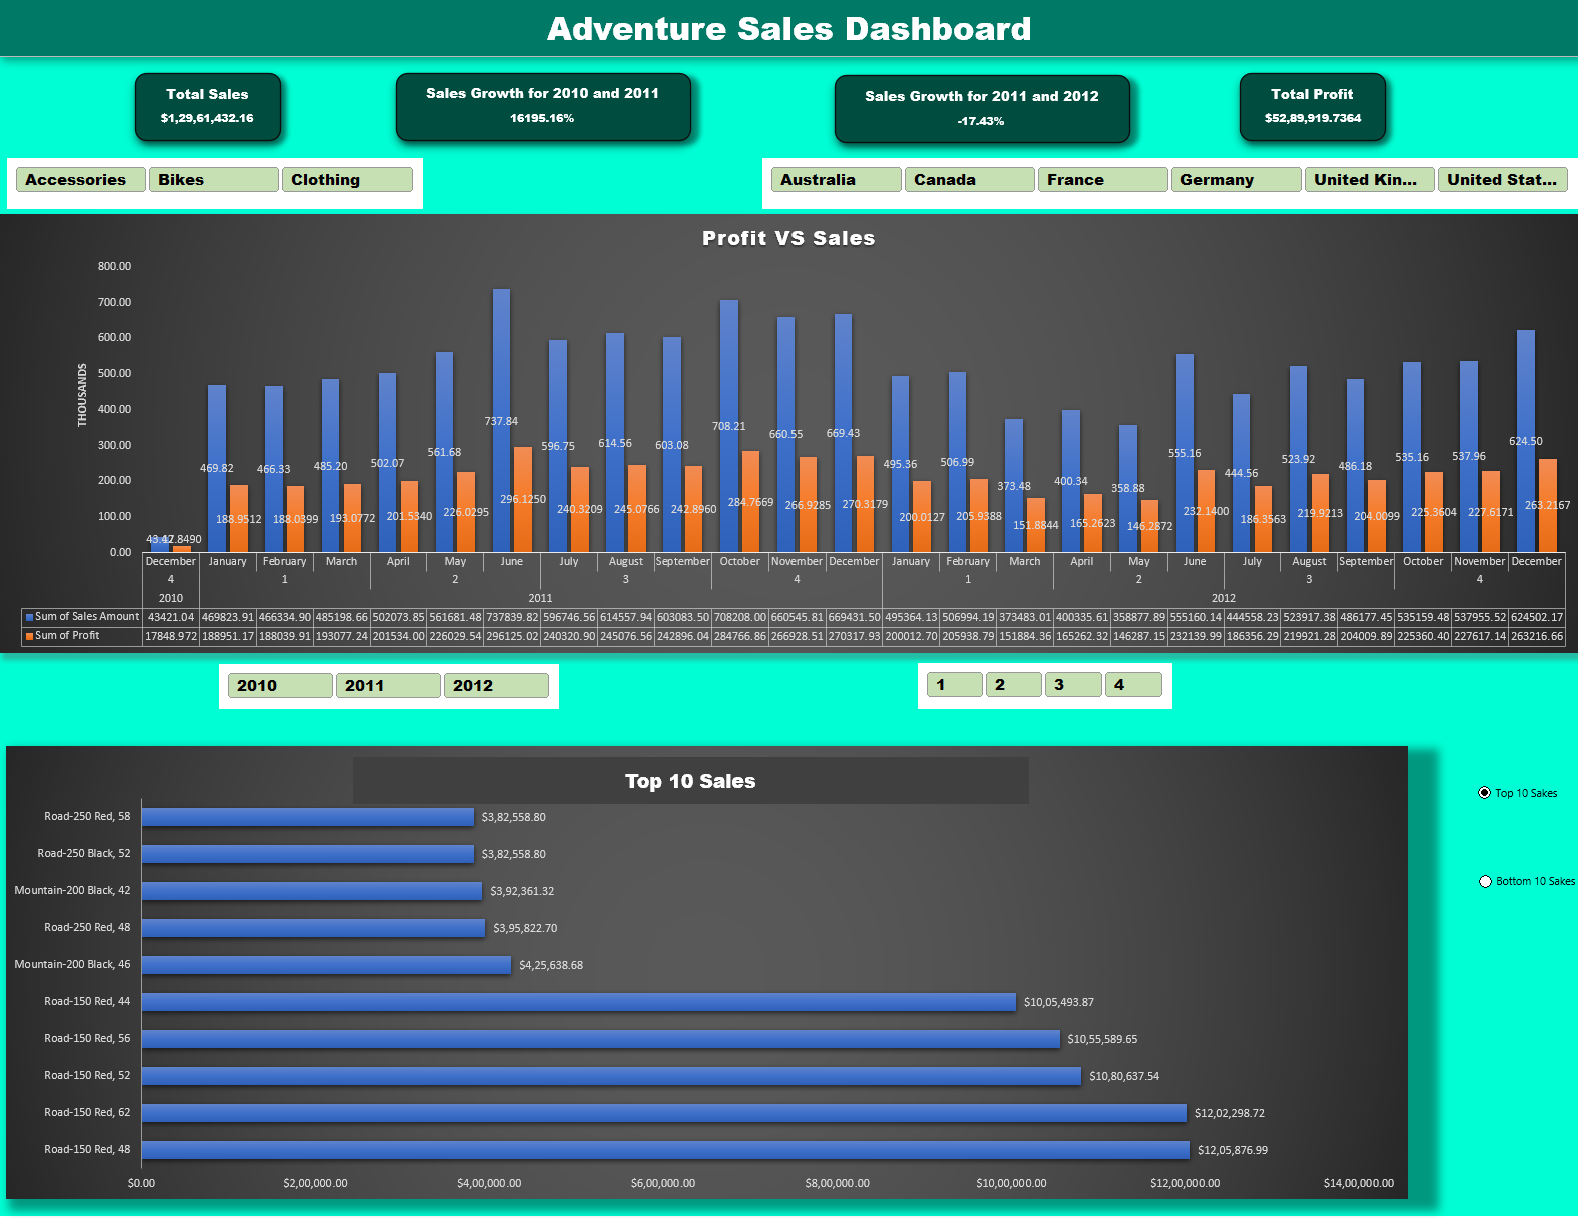 Adventure Sales Dashboard
Total Sales
$1,29,61,432.16
Sales Growth for 2010 and 2011
16195.16%
Sales Growth for 2011 and 2012
-17.43%
Total Profit
$52,89,919.7364
Accessories Bikes Clothing
Australia Canada France Germany United Kin... United Stat...
Profit VS Sales
THOUSANDS
800.00
700.00
600.00
500.00
400.00
300.00
200.00
100.00
0.00
469.82 466.33 485.20 502.07 561.68 737.84 596.75 614.56 603.08 708.21 660.55 669.43 495.36 506.99 373.48 400.34 358.88 555.16 444.56 523.92 486.18 535.16 537.96 624.50
188.9512 188.0399 193.0772 201.5340 226.0295 296.1250 240.3209 245.0766 242.8960 284.7669 266.9285 270.3179 200.0127 205.9388 151.8844 165.2623 146.2872 232.1400 186.3563 219.9213 204.0099 225.3604 227.6171 263.2167
December January February March April May June July August September October November December January February March April May June July August September October November December
4 1 2 3 4 1 2 3 4
2010 2011 2012
Sum of Sales Amount 43421.04 469823.91 466334.90 485198.66 502073.85 561681.48 737839.82 596746.56 614557.94 603083.50 708208.00 660545.81 669431.50 495364.13 506994.19 373483.01 400335.61 358877.89 555160.14 444558.23 523917.38 486177.45 535159.48 537955.52 624502.17
Sum of Profit 17848.972 188951.17 188039.91 193077.24 201534.00 226029.54 296125.02 240320.90 245076.56 242896.04 284766.86 266928.51 270317.93 200012.70 205938.79 151884.36 165262.32 146287.15 232139.99 186356.29 219921.28 204009.89 225360.40 227617.14 263216.66
2010 2011 2012
1 2 3 4
Top 10 Sales
Road-250 Red, 58 $3,82,558.80
Road-250 Black, 52 $3,82,558.80
Mountain-200 Black, 42 $3,92,361.32
Road-250 Red, 48 $3,95,822.70
Mountain-200 Black, 46 $4,25,638.68
Road-150 Red, 44 $10,05,493.87
Road-150 Red, 56 $10,55,589.65
Road-150 Red, 52 $10,80,637.54
Road-150 Red, 62 $12,02,298.72
Road-150 Red, 48 $12,05,876.99
$0.00 $2,00,000.00 $4,00,000.00 $6,00,000.00 $8,00,000.00 $10,00,000.00 $12,00,000.00 $14,00,000.00
Top 10 Sakes
Bottom 10 Sakes